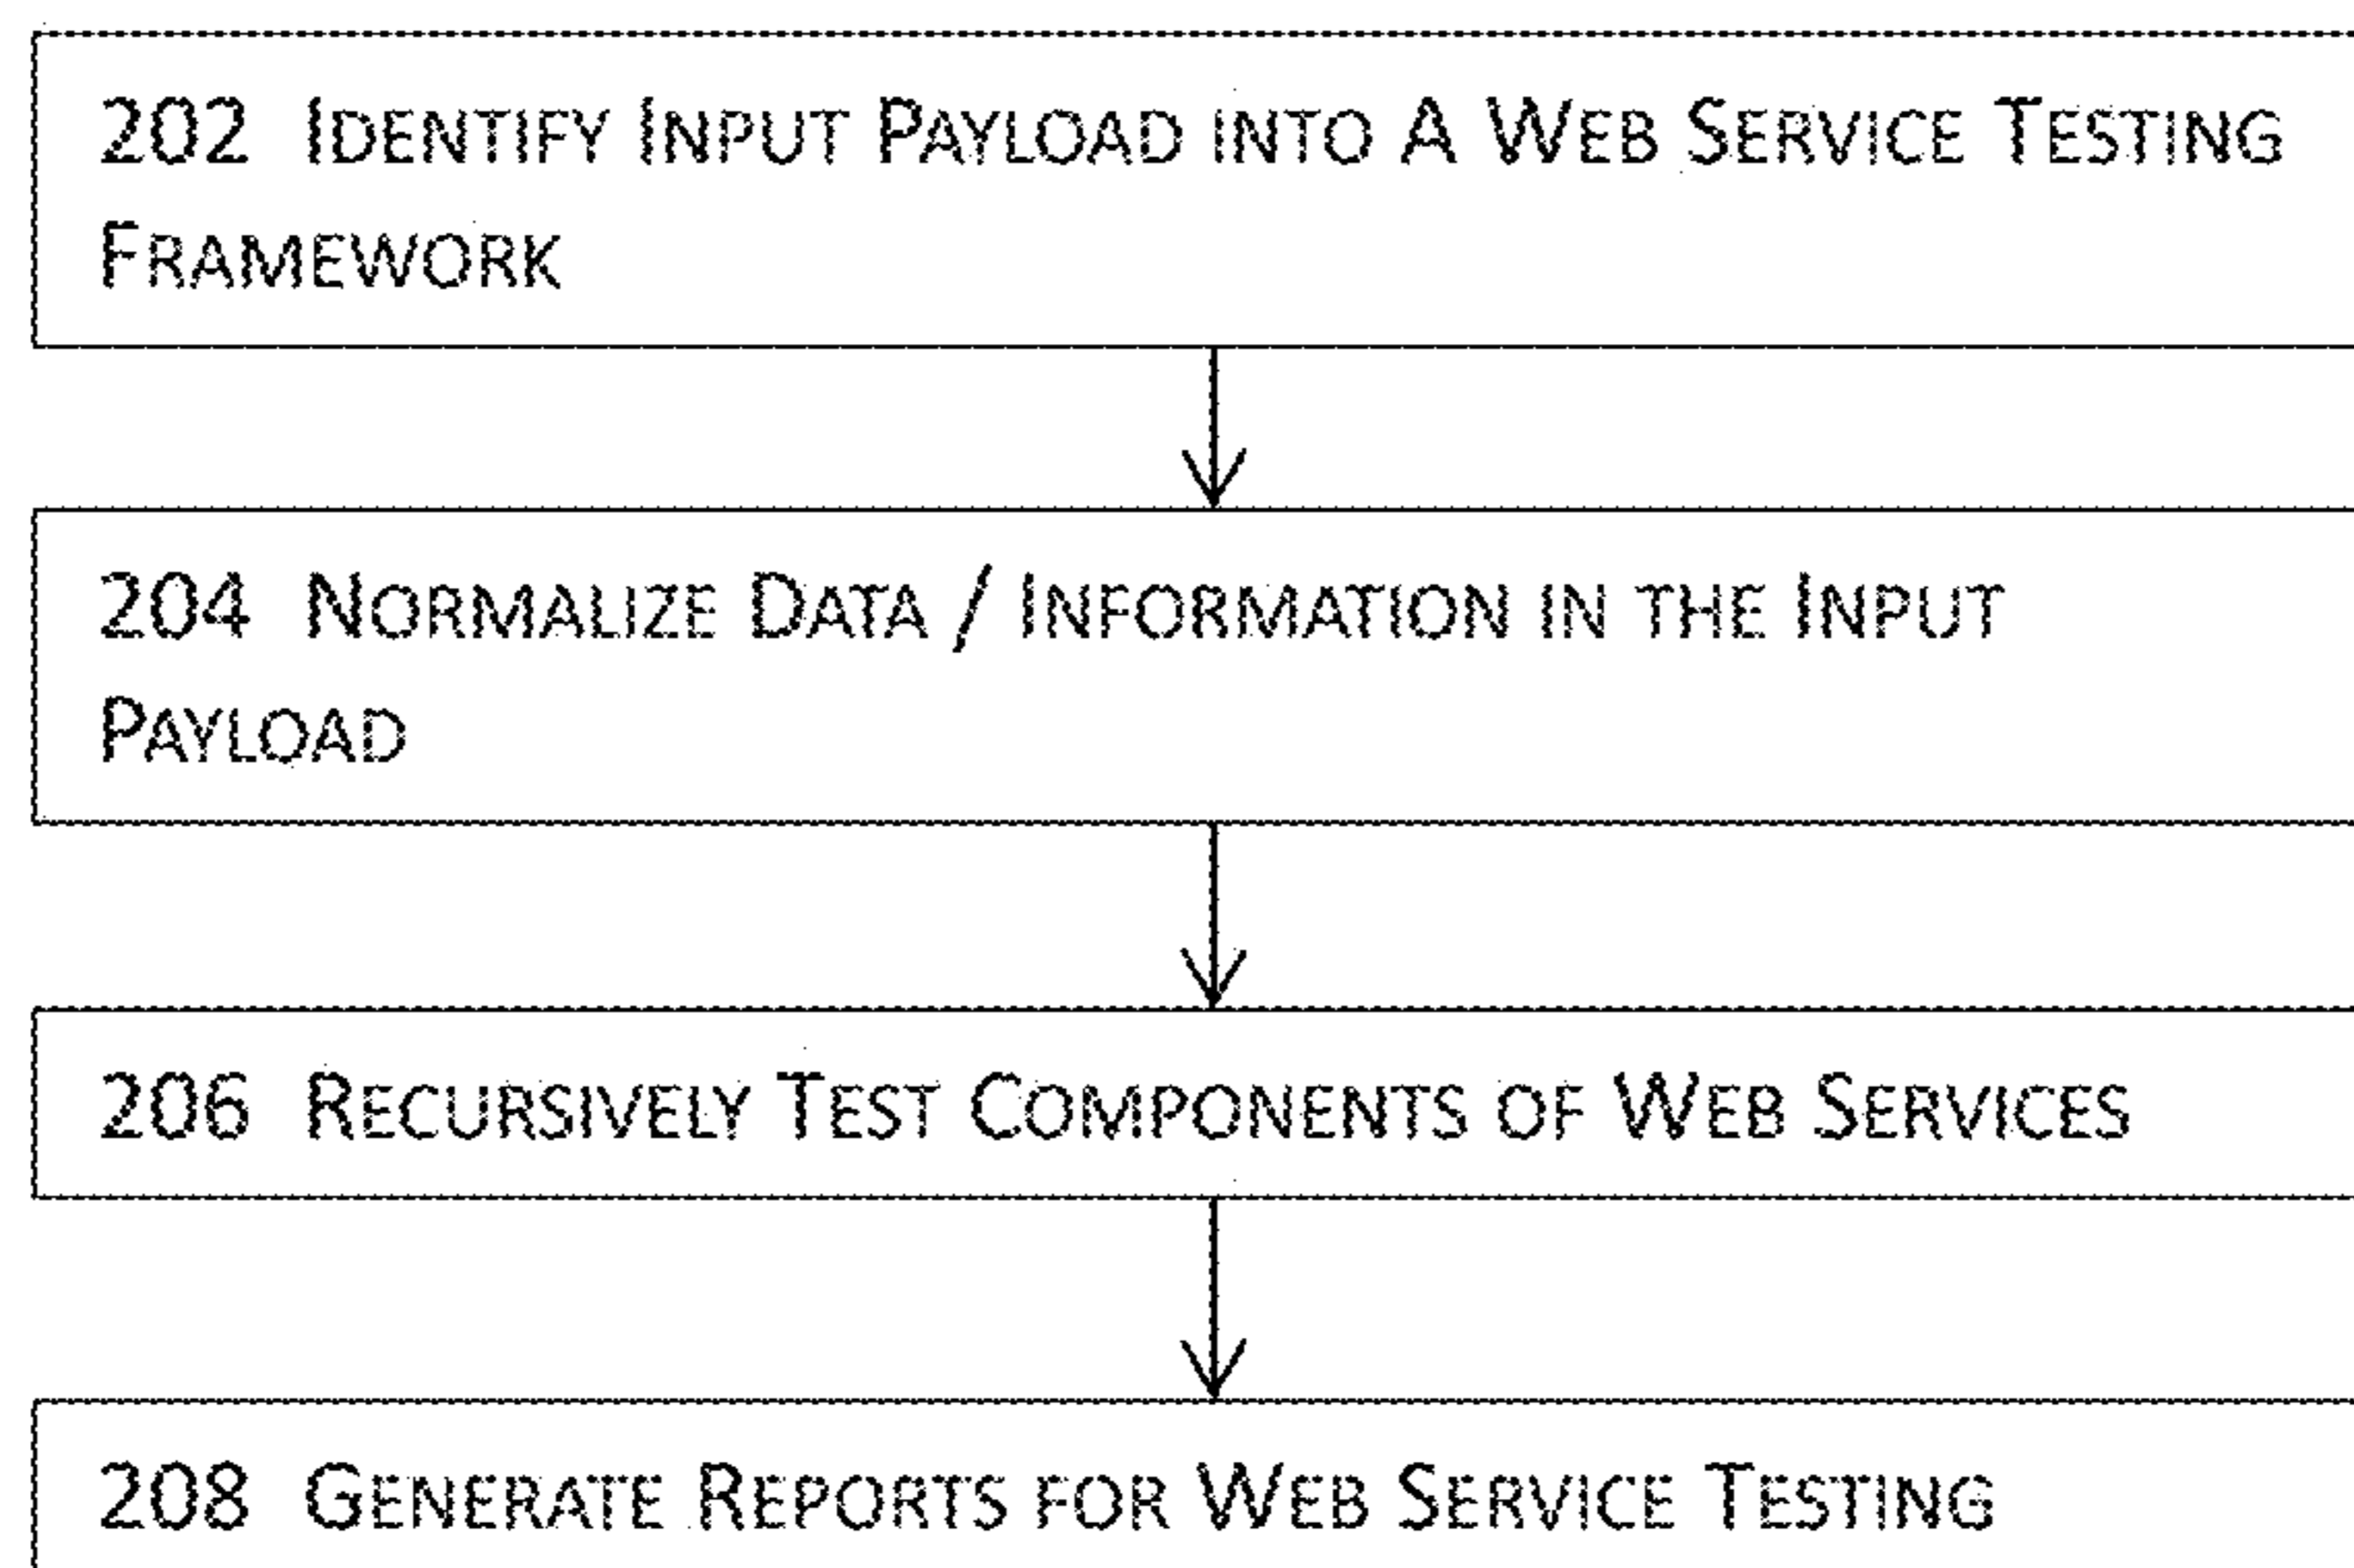 202 Identify Input Payload into A Web Service Testing
Framework
204 Normalize Data / Information in the Input
Payload
206 Recursively Test Components of Web Services
208 Generate Reports for Web Service Testing